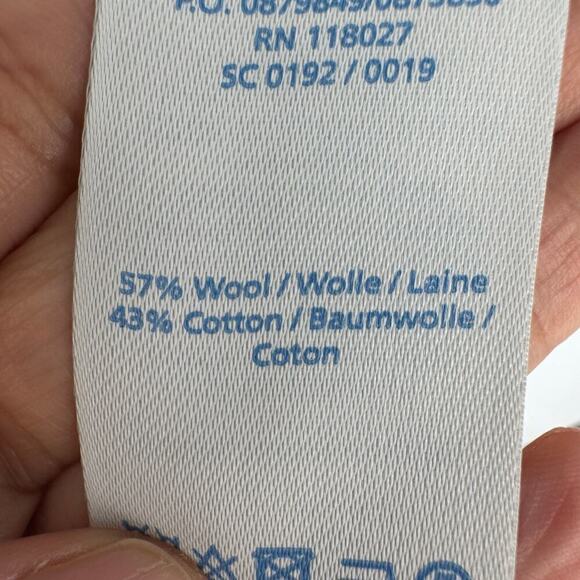 P.O.
RN 118027
SC 0192 / 0019
57% Wool / Wolle / Laine
43% Cotton / Baumwolle /
Coton